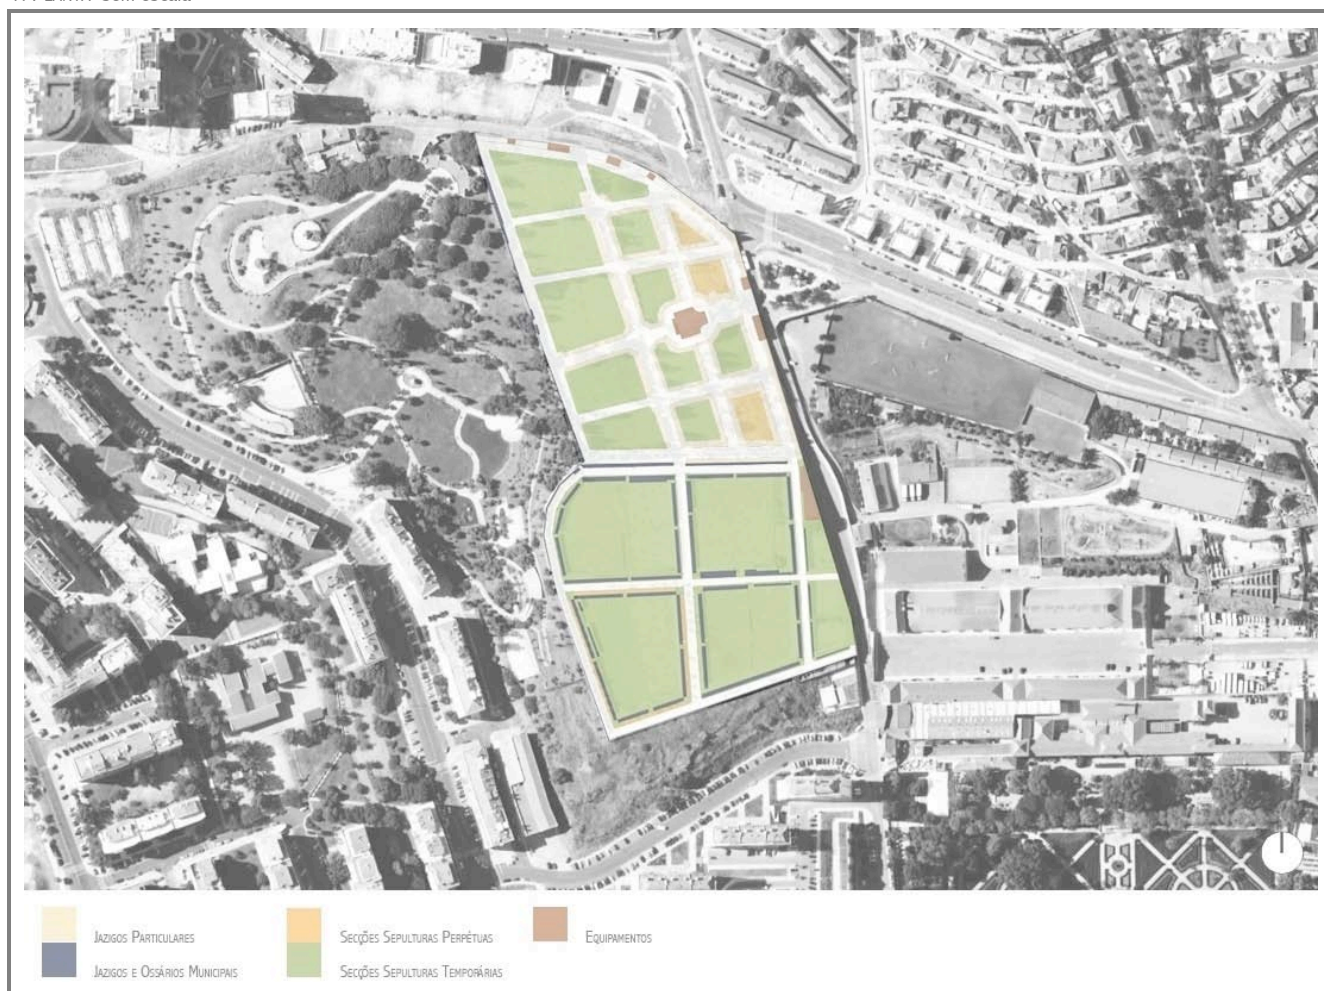 Jazigos Particulares
Secções Sepulturas Perpétuas
Equipamentos
Jazigos e Ossários Municipais
Secções Sepulturas Temporárias